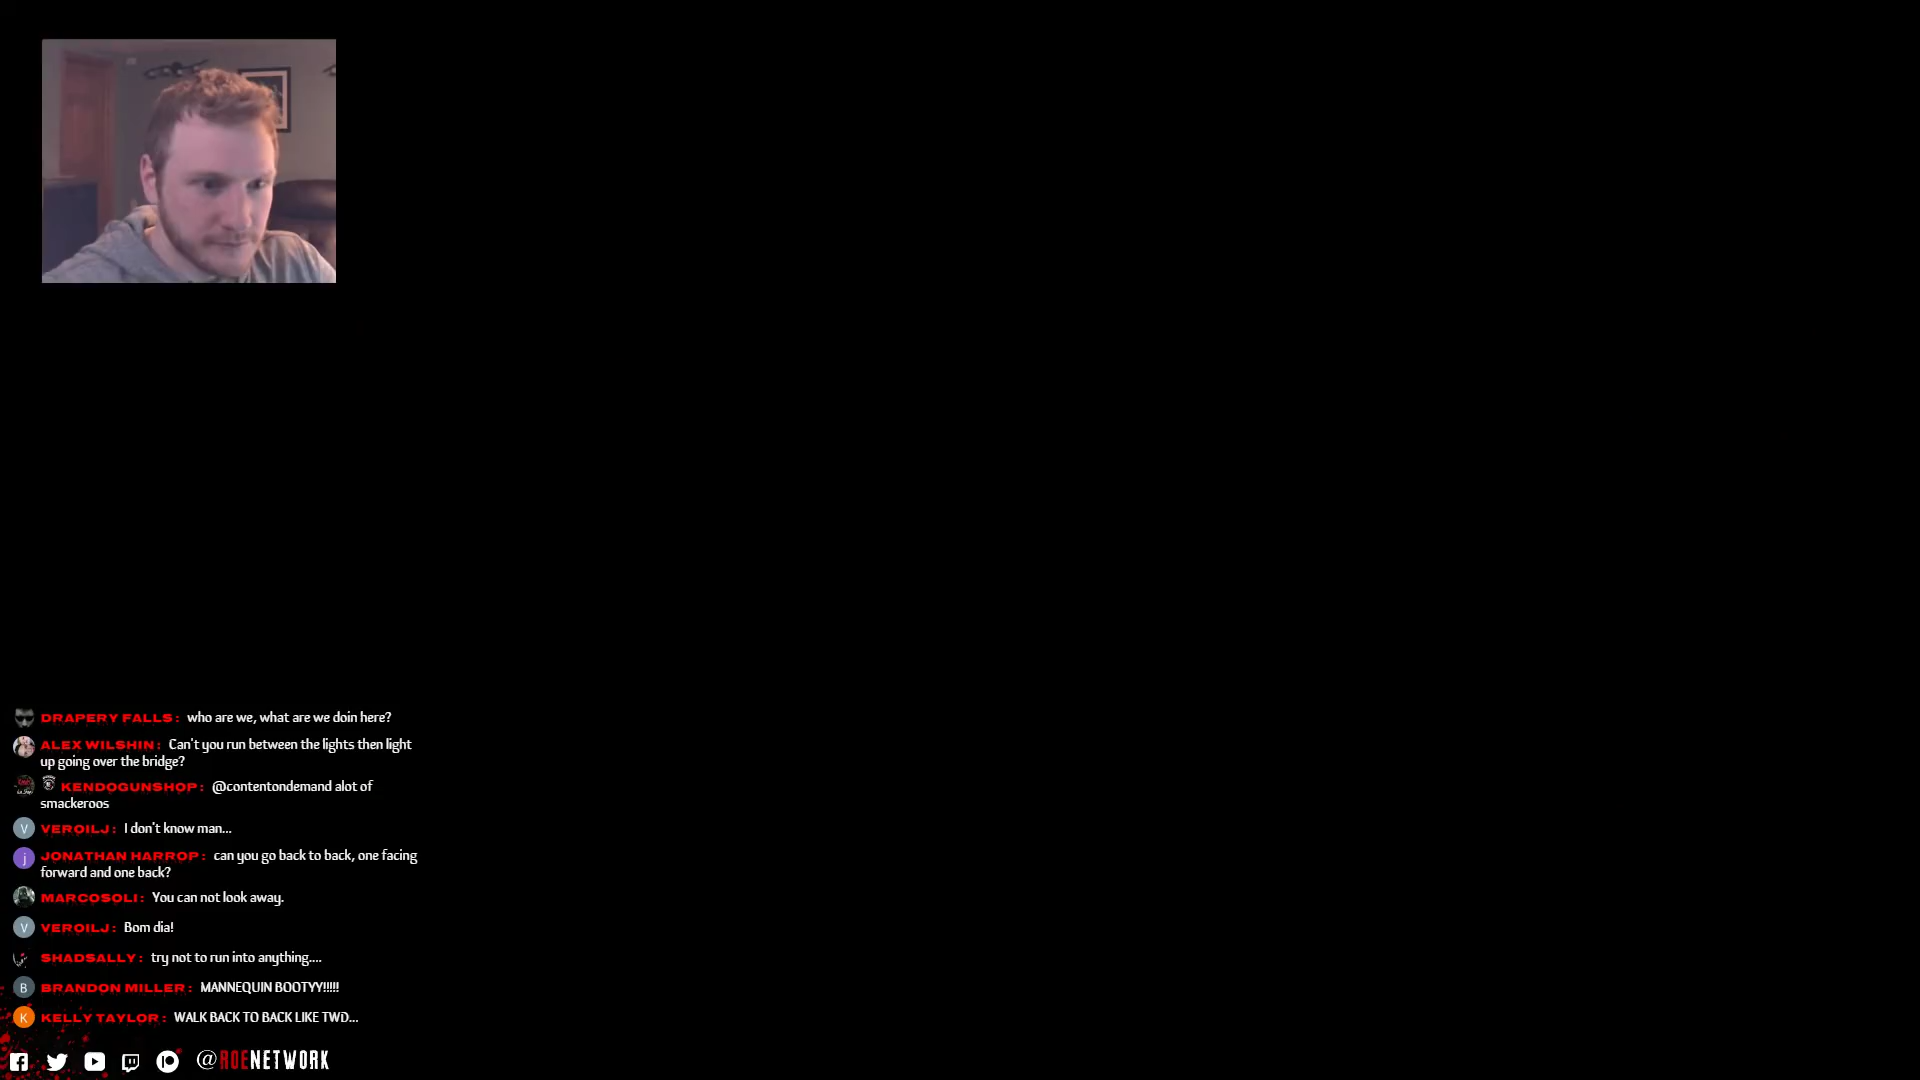 DRAPERY FALLS: who are we, what are we doin here?
ALEX WILSHIN: Can't you run between the lights then light
up going over the bridge?
KENDOGUNSHOP: @contentondemand alot of
smackeroos
V VEROILJ: I don't know man...
j JONATHAN HARROP: can you go back to back, one facing
forward and one back?
MARCOSOLI: You can not look away.
V VEROILJ: Bom dia!
SHADSALLY: try not to run into anything....
B BRANDON MILLER: MANNEQUIN BOOTYY!!!!!
K KELLY TAYLOR: WALK BACK TO BACK LIKE TWD...
@ROENETWORK